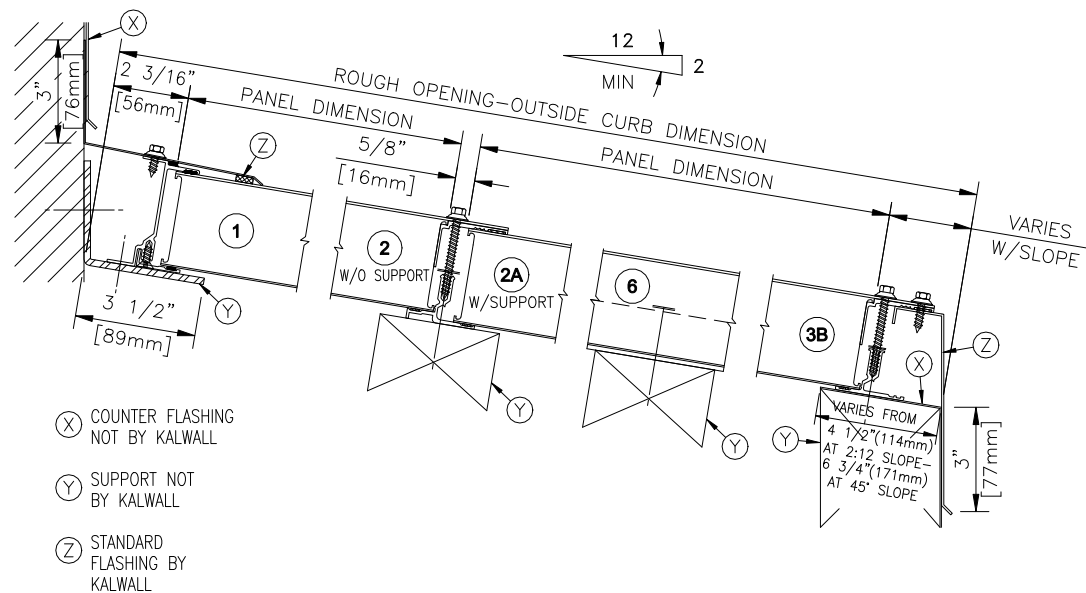 X
12
2
MIN
3"
[76mm]
2 3/16"
[56mm]
ROUGH OPENING-OUTSIDE CURB DIMENSION
PANEL DIMENSION
5/8"
[16mm]
PANEL DIMENSION
VARIES
W/SLOPE
Z
1
2
W/O SUPPORT
2A
W/SUPPORT
6
3B
3 1/2"
[89mm]
Y
Y
Y
X
Z
Y
VARIES FROM
4 1/2"(114mm)
AT 2:12 SLOPE-
6 3/4"(171mm)
AT 45° SLOPE
3"
[77mm]
X COUNTER FLASHING
NOT BY KALWALL
Y SUPPORT NOT
BY KALWALL
Z STANDARD
FLASHING BY
KALWALL